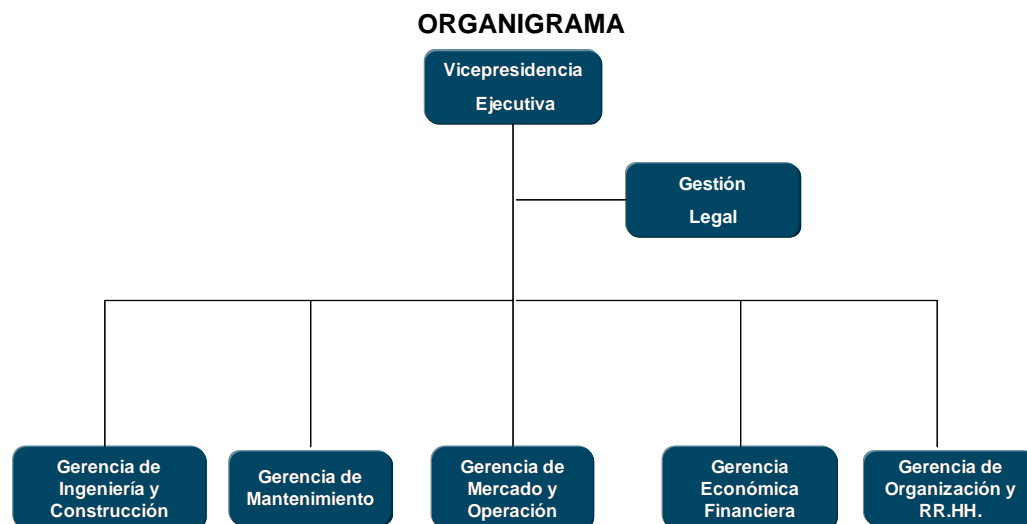 ORGANIGRAMA
Vicepresidencia
Ejecutiva
Gestión
Legal
Gerencia de
Ingeniería y
Construcción
Gerencia de
Mantenimiento
Gerencia de
Mercado y
Operación
Gerencia
Económica
Financiera
Gerencia de
Organización y
RR.HH.